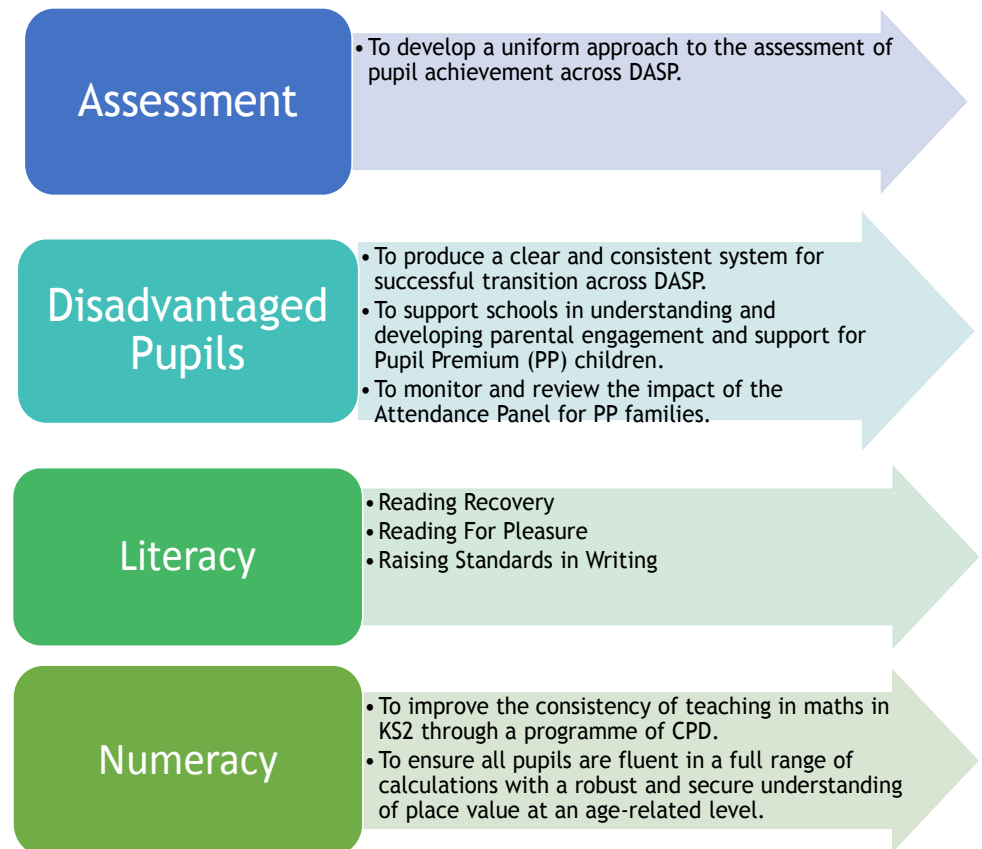 Assessment
• To develop a uniform approach to the assessment of
pupil achievement across DASP.
Disadvantaged
Pupils
• To produce a clear and consistent system for
successful transition across DASP.
• To support schools in understanding and
developing parental engagement and support for
Pupil Premium (PP) children.
• To monitor and review the impact of the
Attendance Panel for PP families.
Literacy
• Reading Recovery
• Reading For Pleasure
• Raising Standards in Writing
Numeracy
• To improve the consistency of teaching in maths in
KS2 through a programme of CPD.
• To ensure all pupils are fluent in a full range of
calculations with a robust and secure understanding
of place value at an age-related level.